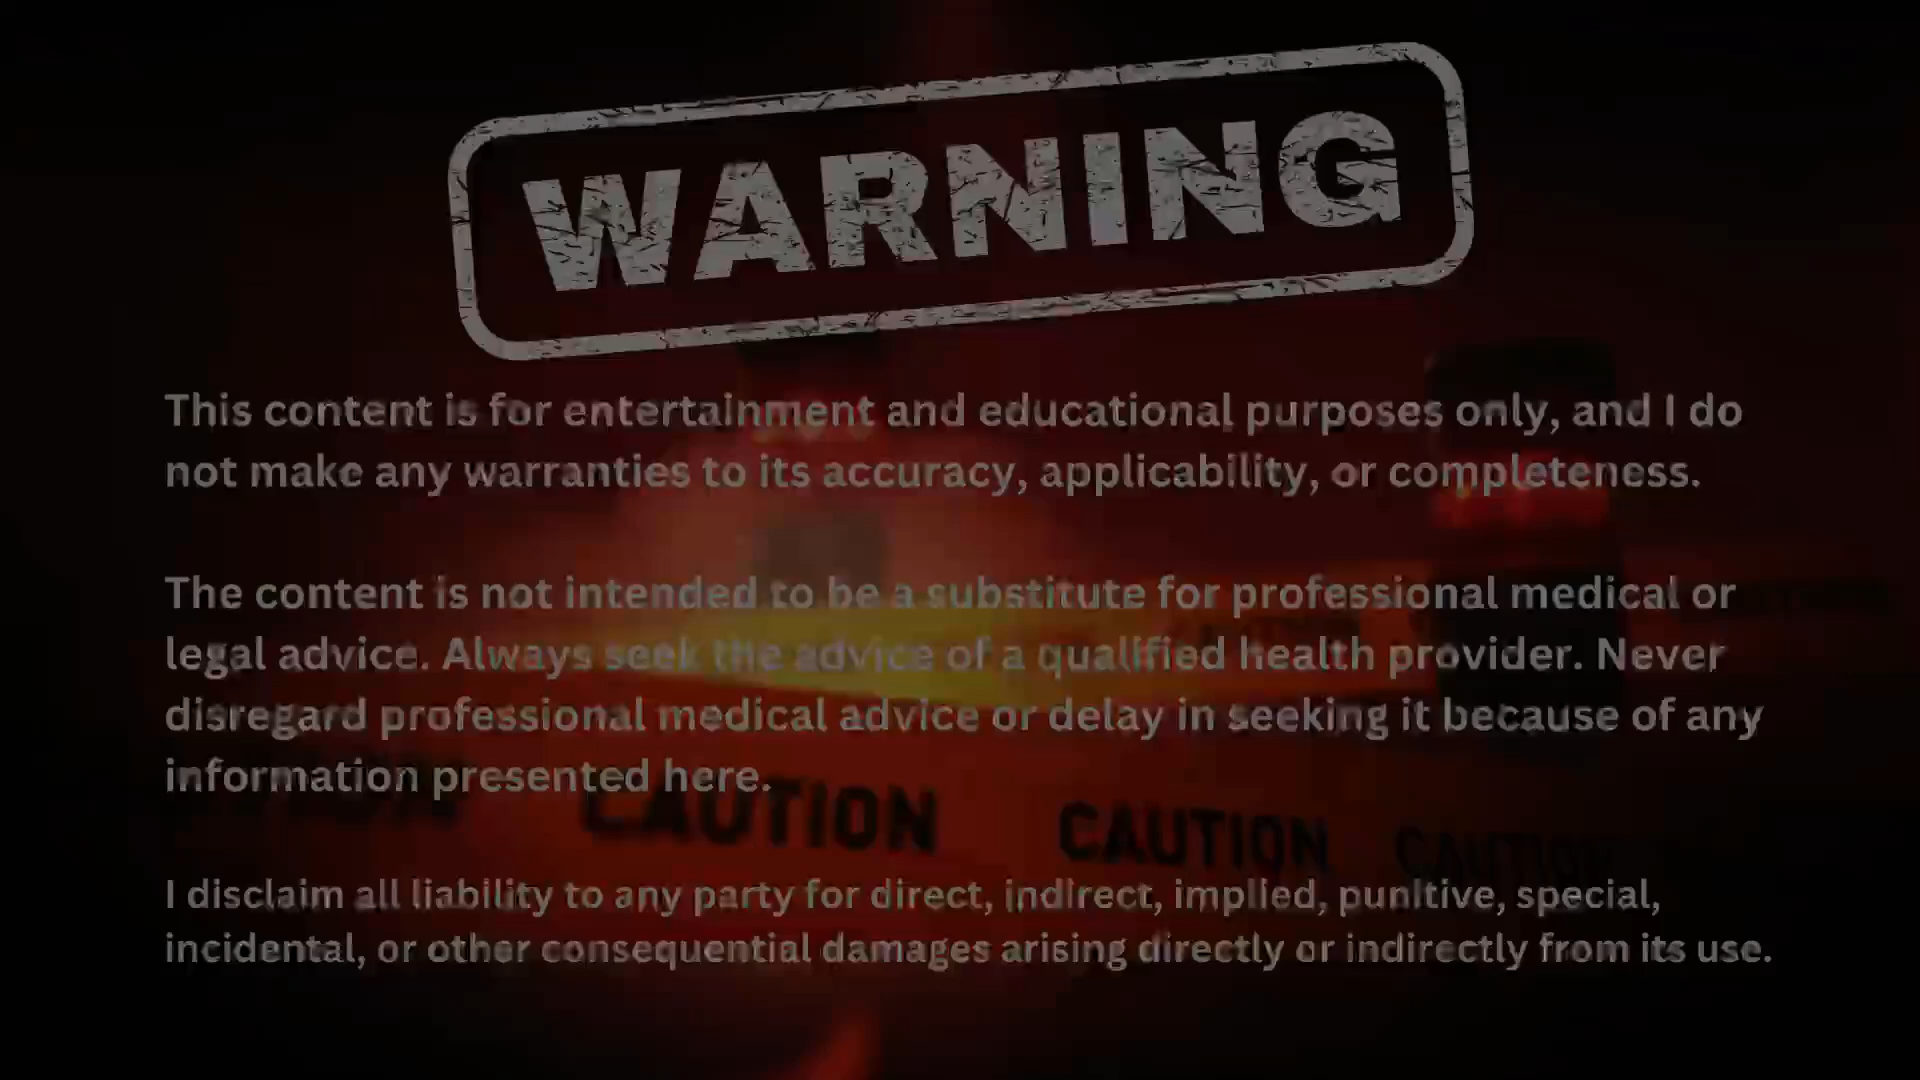 WARNING
This content is for entertainment and educational purposes only, and I do
not make any warranties to its accuracy, applicability, or completeness.
The content is not intended to be a substitute for professional medical or
legal advice. Always seek the advice of a qualified health provider. Never
disregard professional medical advice or delay in seeking it because of any
information presented here.
CAUTION CAUTION CAUTION
I disclaim all liability to any party for direct, indirect, implied, punitive, special,
incidental, or other consequential damages arising directly or indirectly from its use.